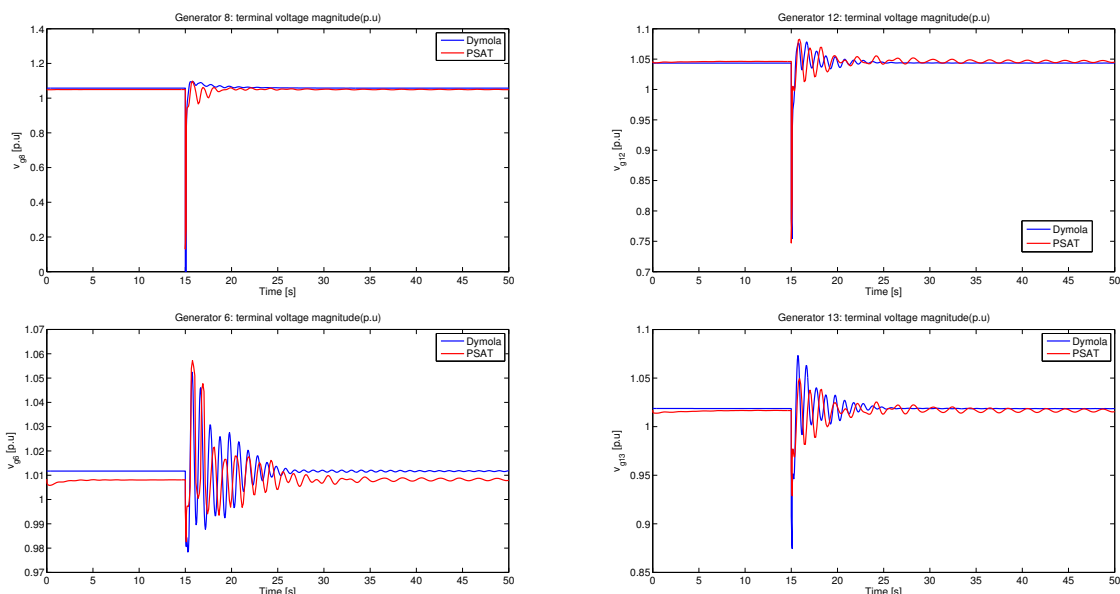 Generator 8: terminal voltage magnitude(p.u)
1.4
1.2
1
0.8
0.6
0.4
0.2
0
v_g8 [p.u]
Dymola
PSAT
0 5 10 15 20 25 30 35 40 45 50
Time [s]
Generator 12: terminal voltage magnitude(p.u)
1.1
1.05
1
0.95
0.9
0.85
0.8
0.75
0.7
v_g12 [p.u]
Dymola
PSAT
0 5 10 15 20 25 30 35 40 45 50
Time [s]
Generator 6: terminal voltage magnitude(p.u)
1.07
1.06
1.05
1.04
1.03
1.02
1.01
1
0.99
0.98
0.97
v_g6 [p.u]
Dymola
PSAT
0 5 10 15 20 25 30 35 40 45 50
Time [s]
Generator 13: terminal voltage magnitude(p.u)
1.1
1.05
1
0.95
0.9
0.85
v_g13 [p.u]
Dymola
PSAT
0 5 10 15 20 25 30 35 40 45 50
Time [s]